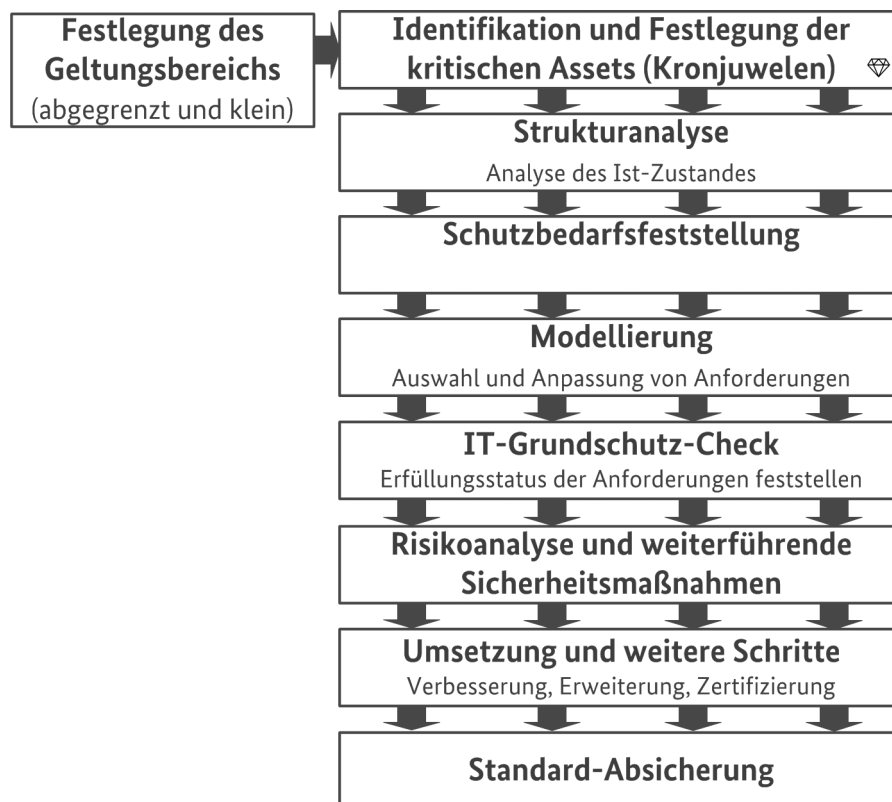 Festlegung des
Geltungsbereichs
(abgegrenzt und klein)
Identifikation und Festlegung der
kritischen Assets (Kronjuwelen)
Strukturanalyse
Analyse des Ist-Zustandes
Schutzbedarfsfeststellung
Modellierung
Auswahl und Anpassung von Anforderungen
IT-Grundschutz-Check
Erfüllungsstatus der Anforderungen feststellen
Risikoanalyse und weiterführende
Sicherheitsmaßnahmen
Umsetzung und weitere Schritte
Verbesserung, Erweiterung, Zertifizierung
Standard-Absicherung